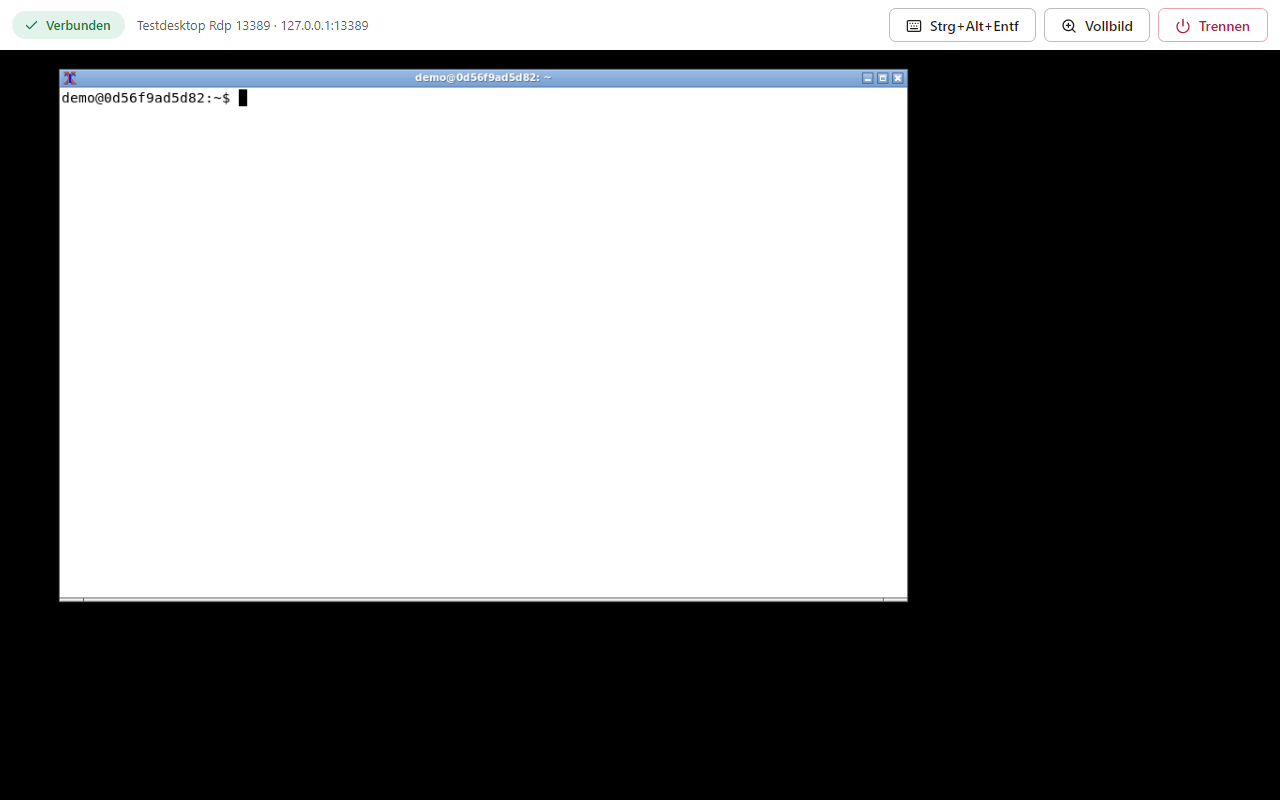 Verbunden
Testdesktop Rdp 13389 · 127.0.0.1:13389
Strg+Alt+Entf
Vollbild
Trennen
demo@0d56f9ad5d82: ~
demo@0d56f9ad5d82:~$